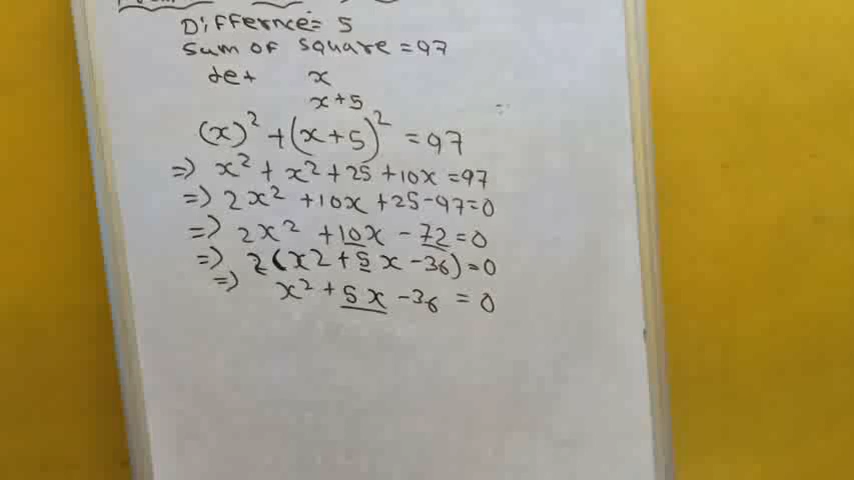 Differnce = 5
Sum of square = 97
Let x
x + 5
(x)² + (x + 5)² = 97
⇒) x² + x² + 25 + 10x = 97
⇒) 2x² + 10x + 25 - 97 = 0
⇒) 2x² + 10x - 72 = 0
⇒) 2(x2 + 5x - 36) = 0
⇒) x² + 5x - 36 = 0